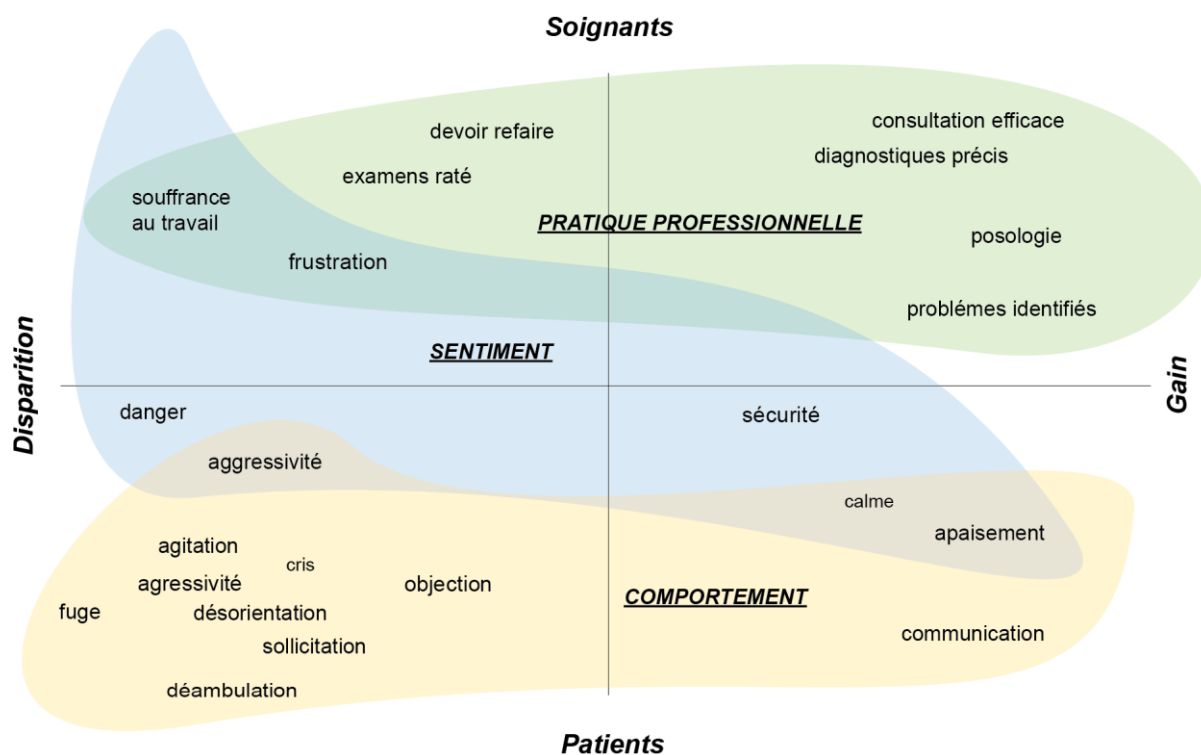 Soignants
devoir refaire
consultation efficace
diagnostiques précis
examens raté
souffrance
au travail
PRATIQUE PROFESSIONNELLE
posologie
frustration
problémes identifiés
SENTIMENT
Disparition
Gain
danger
sécurité
aggressivité
calme
apaisement
agitation
cris
agressivité
objection
COMPORTEMENT
fuge
désorientation
communication
sollicitation
déambulation
Patients